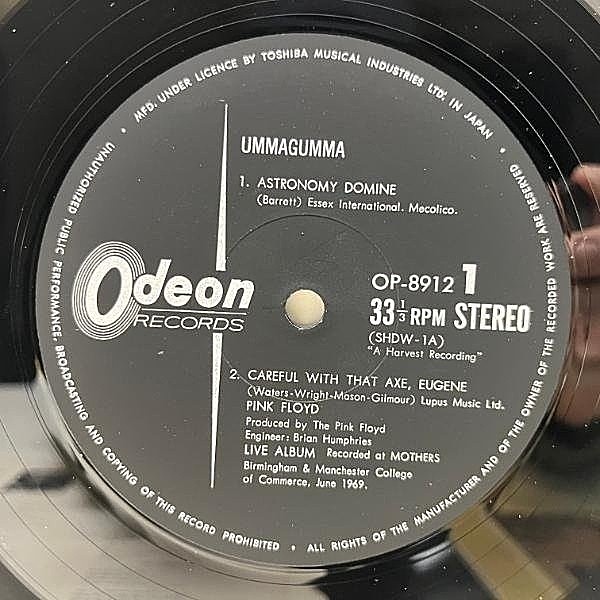 • MFD. UNDER LICENCE BY TOSHIBA MUSICAL INDUSTRIES LTD. IN JAPAN •
UNAUTHORIZED PUBLIC PERFORMANCE, BROADCASTING AND COPYING OF THIS RECORD PROHIBITED • ALL RIGHTS OF THE MANUFACTURER AND OF THE OWNER OF THE RECORDED WORK ARE RESERVED
UMMAGUMMA
1. ASTRONOMY DOMINE
(Barrett) Essex International. Mecolico.
Odeon
RECORDS
OP-8912 1
33 1/3 RPM STEREO
(SHDW-1A)
"A Harvest Recording"
2. CAREFUL WITH THAT AXE, EUGENE
(Waters-Wright-Mason-Gilmour) Lupus Music Ltd.
PINK FLOYD
Produced by The Pink Floyd
Engineer: Brian Humphries
LIVE ALBUM Recorded at MOTHERS
Birmingham & Manchester College
of Commerce, June 1969.